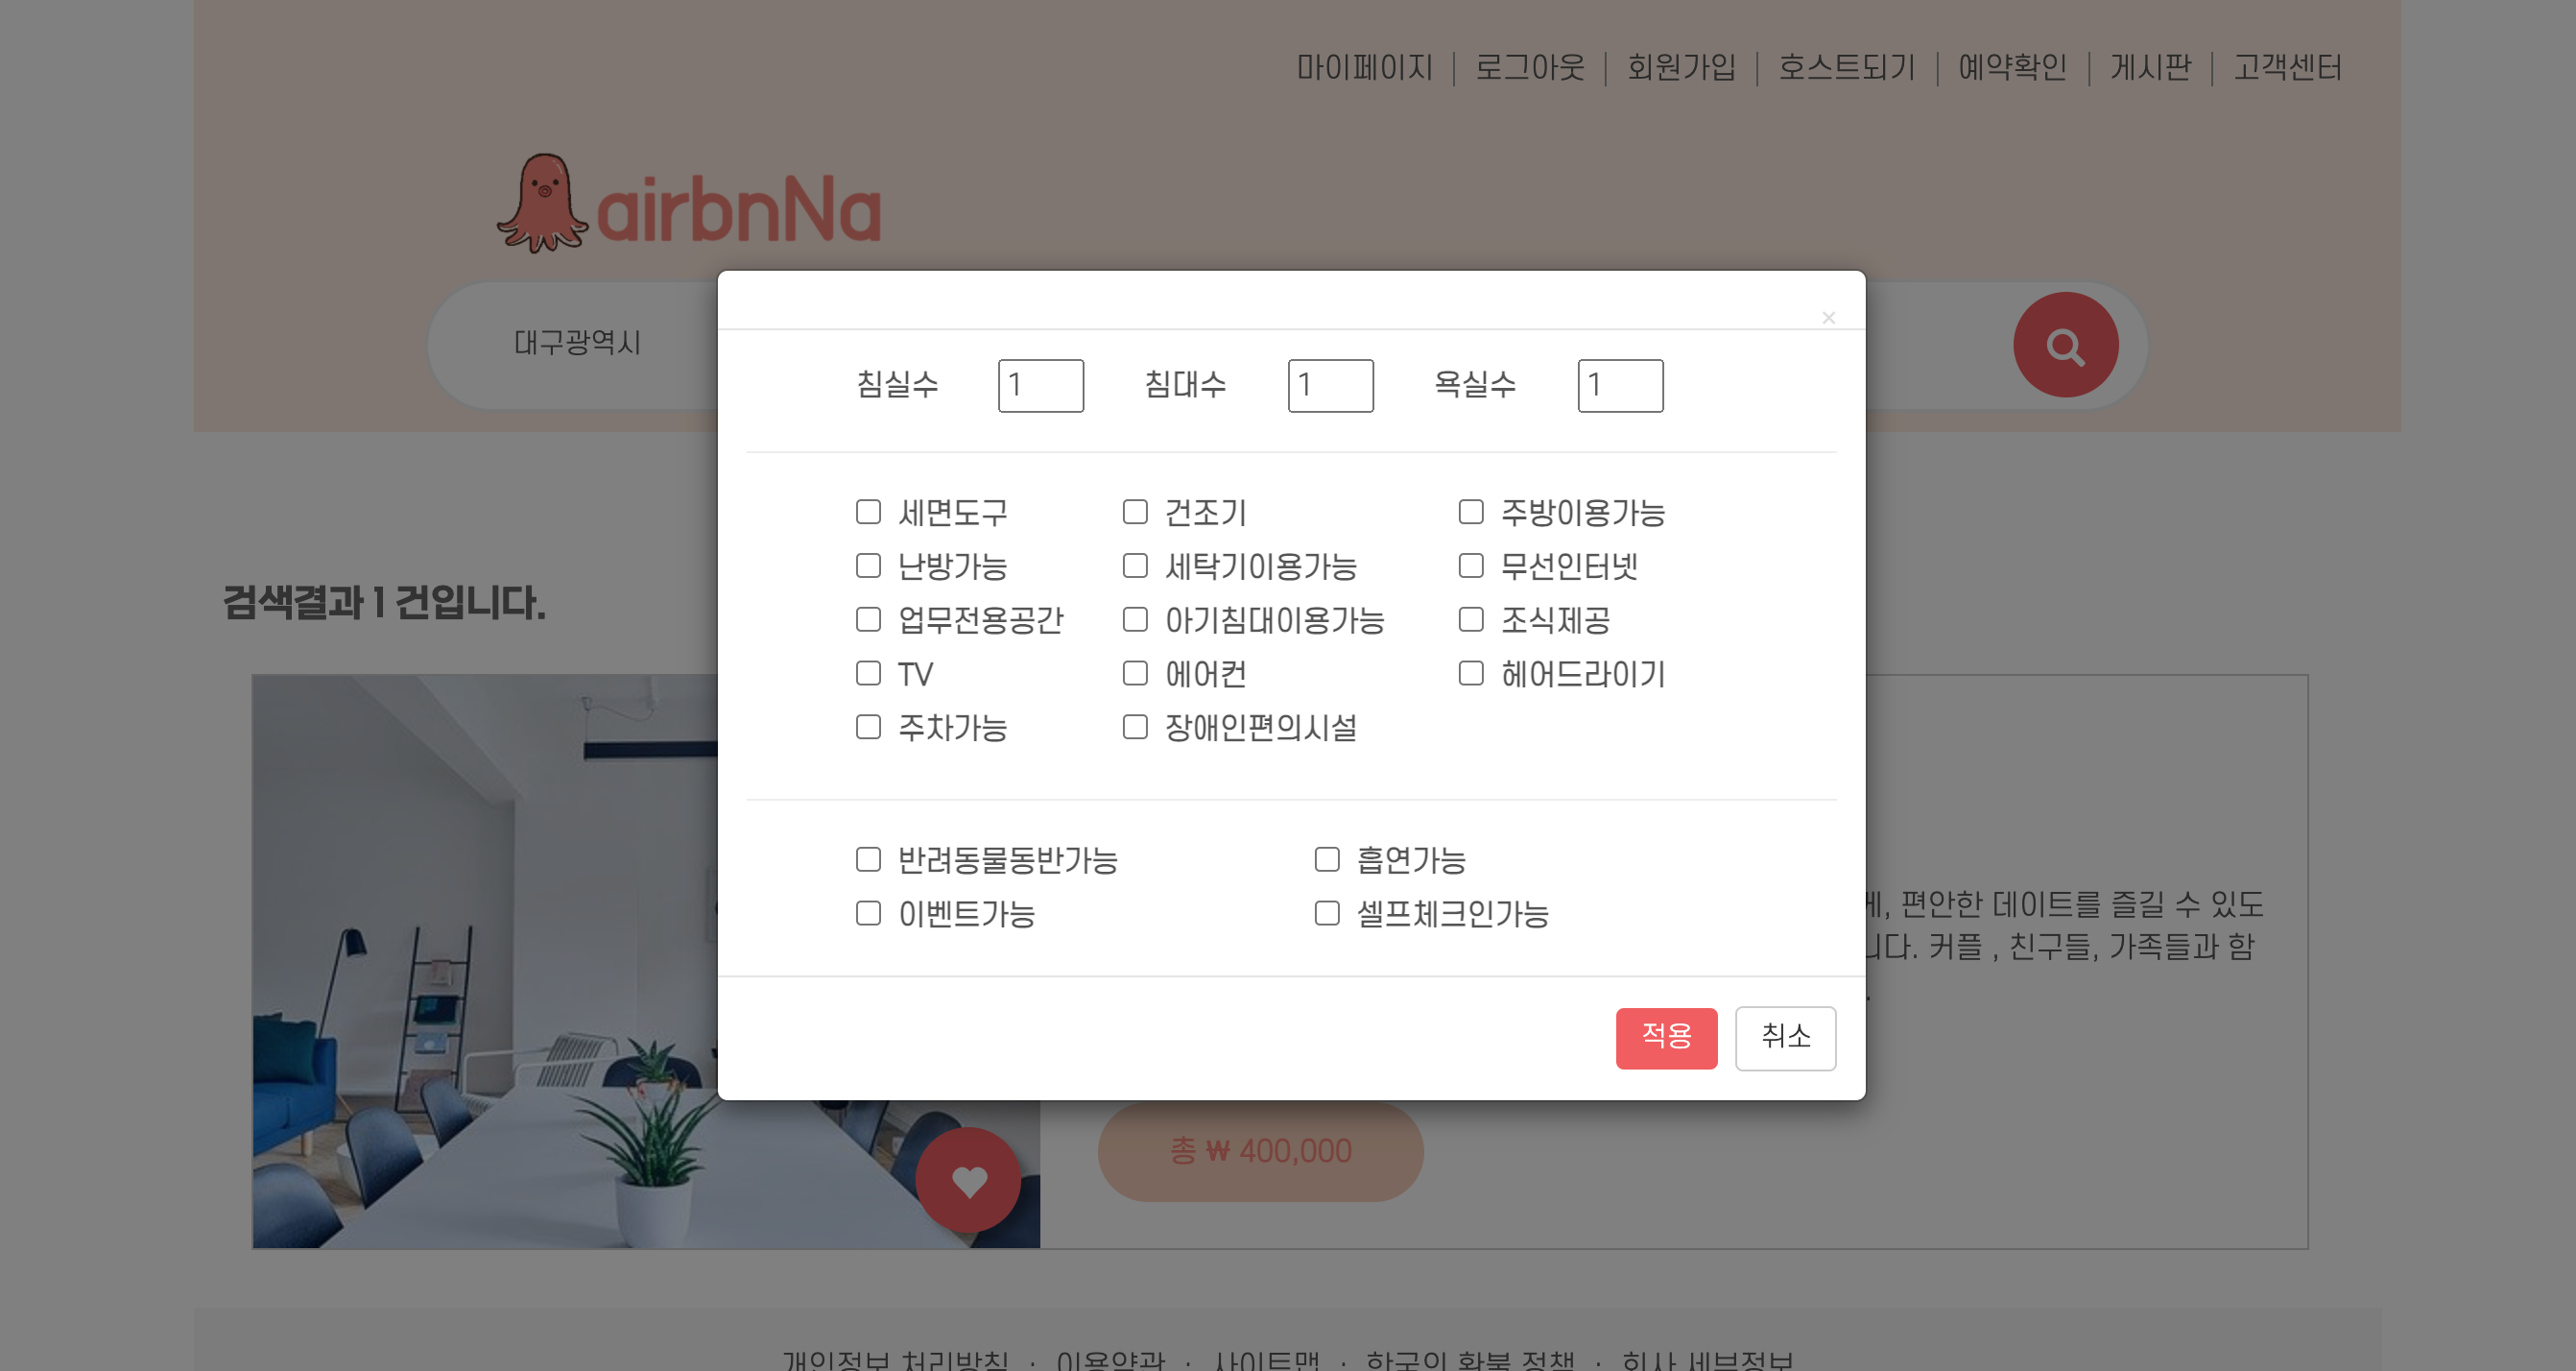 마이페이지 | 로그아웃 | 회원가입 | 호스트되기 | 예약확인 | 게시판 | 고객센터
airbnNa
대구광역시
×
침실수 1 침대수 1 욕실수 1
세면도구 건조기 주방이용가능
난방가능 세탁기이용가능 무선인터넷
업무전용공간 아기침대이용가능 조식제공
TV 에어컨 헤어드라이기
주차가능 장애인편의시설
반려동물동반가능 흡연가능
이벤트가능 셀프체크인가능
적용 취소
검색결과 1 건입니다.
편안한 데이트를 즐길 수 있도
커플 , 친구들, 가족들과 함
총 ₩ 400,000
개인정보 처리방침 · 이용약관 · 사이트맵 · 한국의 환불 정책 · 회사 세부정보